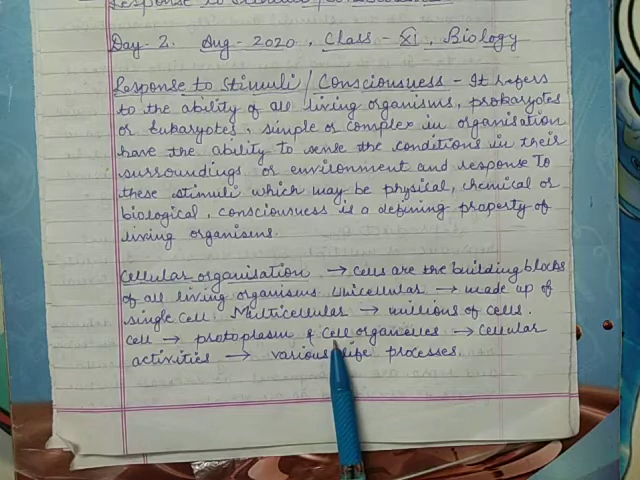 Response to Stimuli / Consciousness
Day-2. Aug-2020, Class-XI, Biology
Response to Stimuli / Consciousness - It refers
to the ability of all living organisms, prokaryotes
or Eukaryotes, simple or complex in organisation
have the ability to sense the conditions in their
surroundings or environment and response to
these stimuli which may be physical, chemical or
biological, consciousness is a defining property of
living organisms.
Cellular organisation → cells are the building blocks
of all living organisms Unicellular → made up of
single cell. Multicellular → millions of cells.
cell → protoplasm & Cell organelles → Cellular
activities → various life processes.